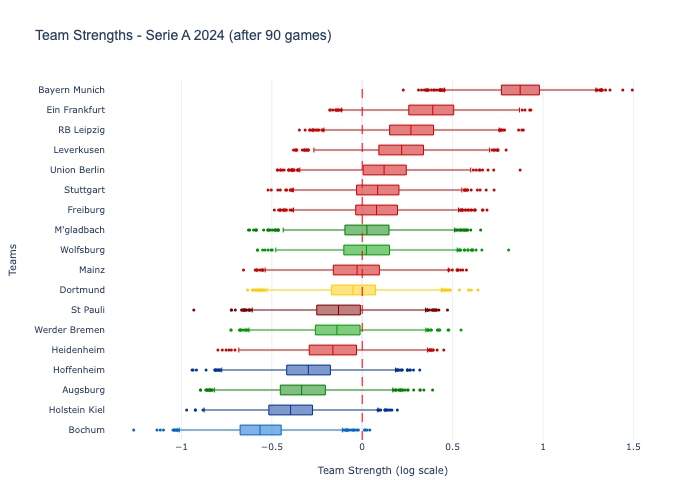 Team Strengths - Serie A 2024 (after 90 games)
Bayern Munich
Ein Frankfurt
RB Leipzig
Leverkusen
Union Berlin
Stuttgart
Freiburg
M'gladbach
Wolfsburg
Mainz
Dortmund
St Pauli
Werder Bremen
Heidenheim
Hoffenheim
Augsburg
Holstein Kiel
Bochum
Teams
−1
−0.5
0
0.5
1
1.5
Team Strength (log scale)